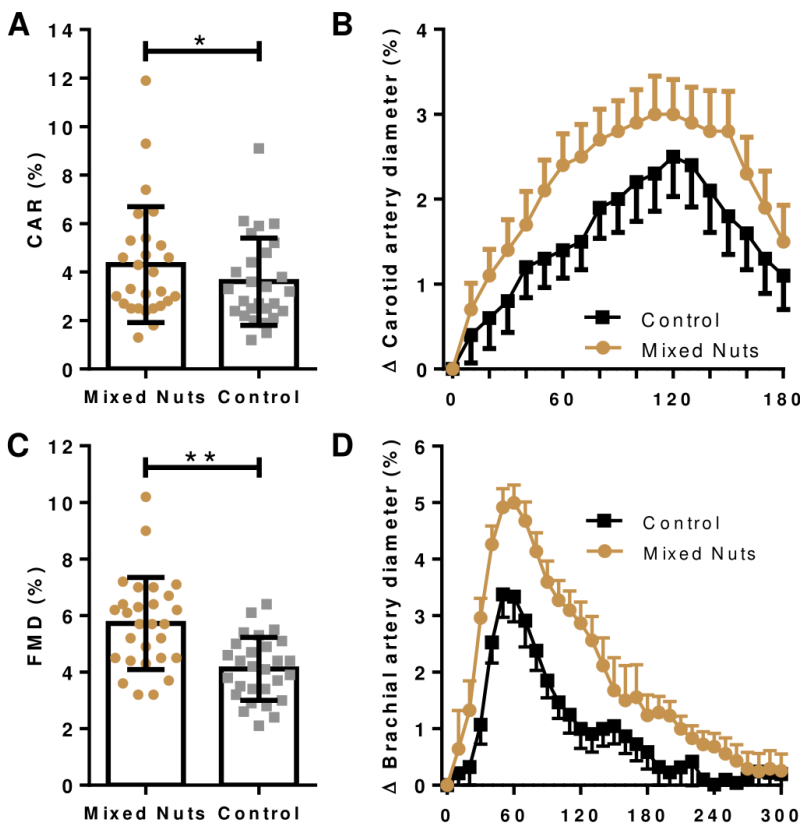 A
CAR (%)
14
12
10
8
6
4
2
0
*
Mixed Nuts Control
B
Δ Carotid artery diameter (%)
4
3
2
1
0
Control
Mixed Nuts
0 60 120 180
C
FMD (%)
12
10
8
6
4
2
0
**
Mixed Nuts Control
D
Δ Brachial artery diameter (%)
6
5
4
3
2
1
0
Control
Mixed Nuts
0 60 120 180 240 300